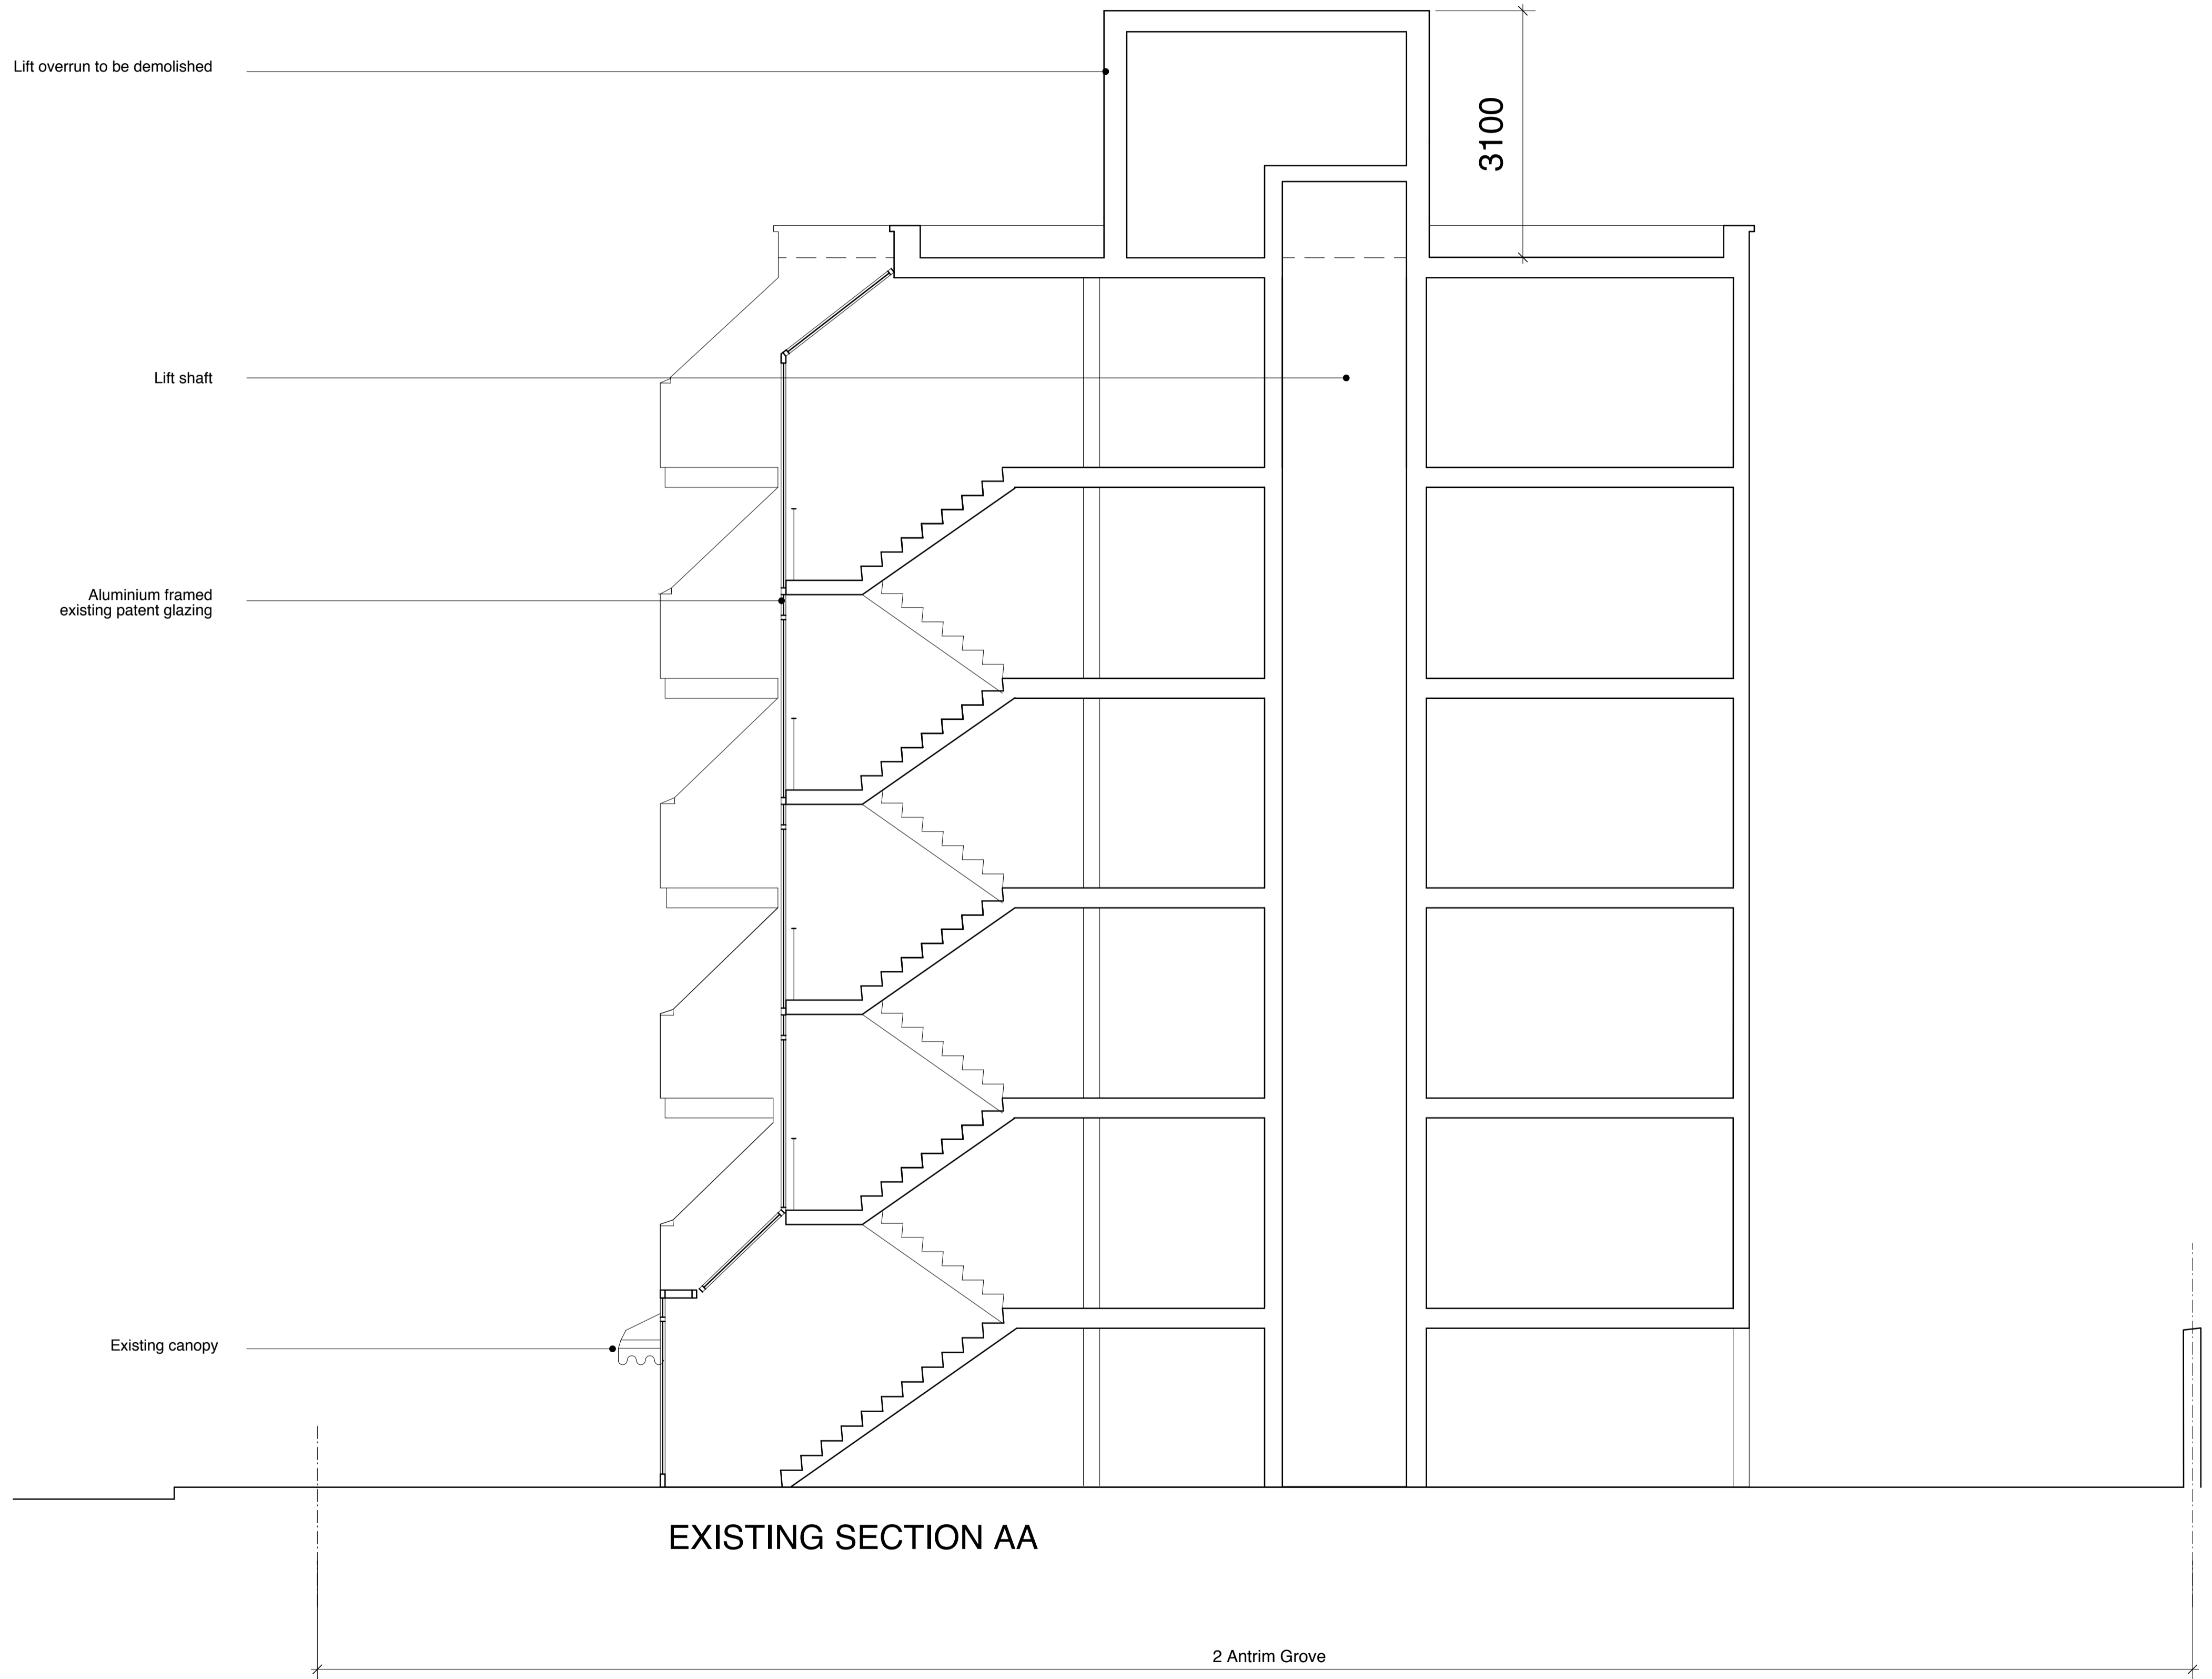 Lift overrun to be demolished
3100
Lift shaft
Aluminium framed
existing patent glazing
Existing canopy
EXISTING SECTION AA
2 Antrim Grove